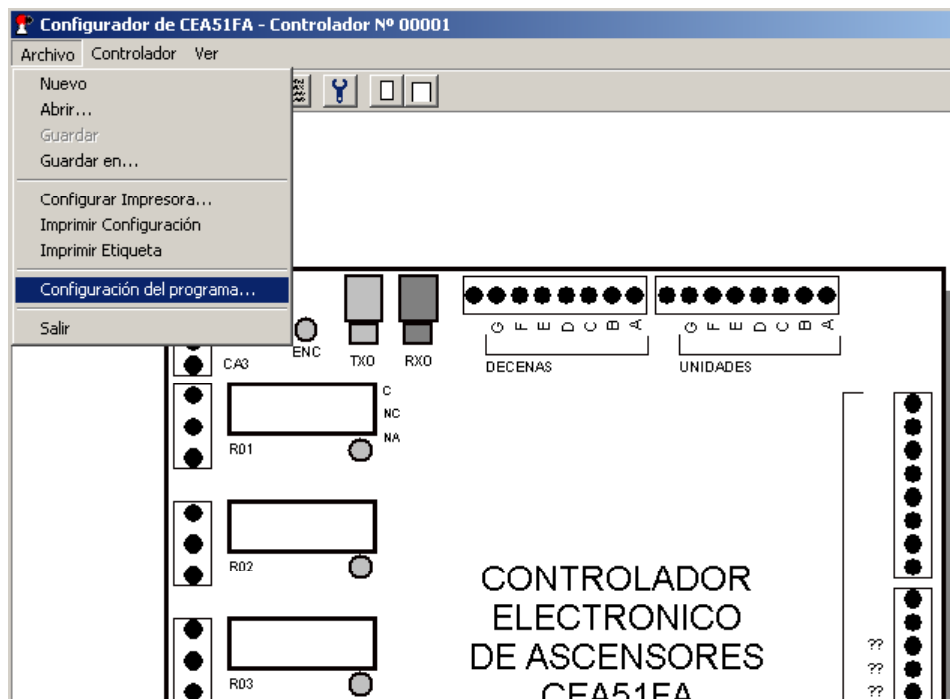 Configurador de CEA51FA - Controlador Nº 00001
Archivo Controlador Ver
Nuevo
Abrir...
Guardar
Guardar en...
Configurar Impresora...
Imprimir Configuración
Imprimir Etiqueta
Configuración del programa...
Salir
ENC
TX0
RX0
G F E D C B A
G F E D C B A
DECENAS
UNIDADES
CA3
C
NC
NA
R01
R02
R03
CONTROLADOR
ELECTRONICO
DE ASCENSORES
CEA51FA
??
??
??